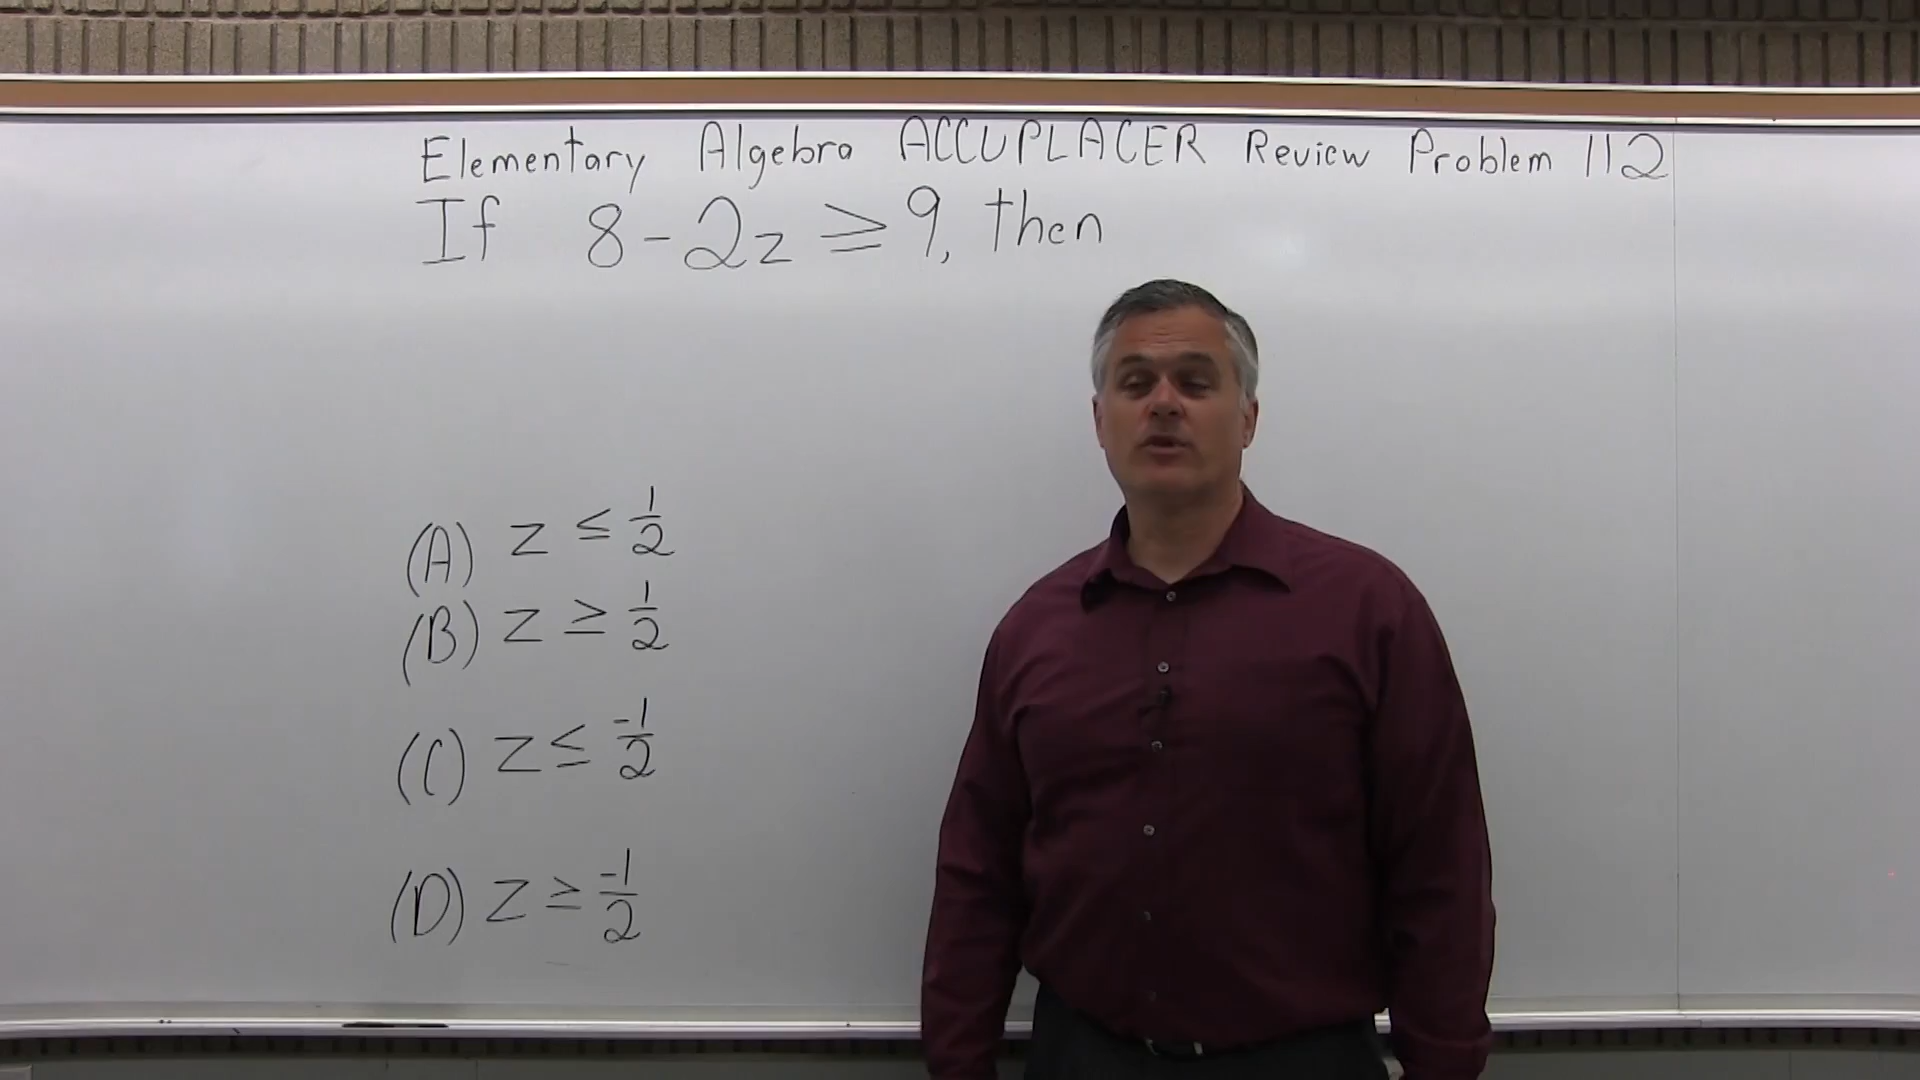 Elementary Algebra ACCUPLACER Review Problem 112
If 8-2z ≥ 9, then
(A) z ≤ 1/2
(B) z ≥ 1/2
(C) z ≤ -1/2
(D) z ≥ -1/2